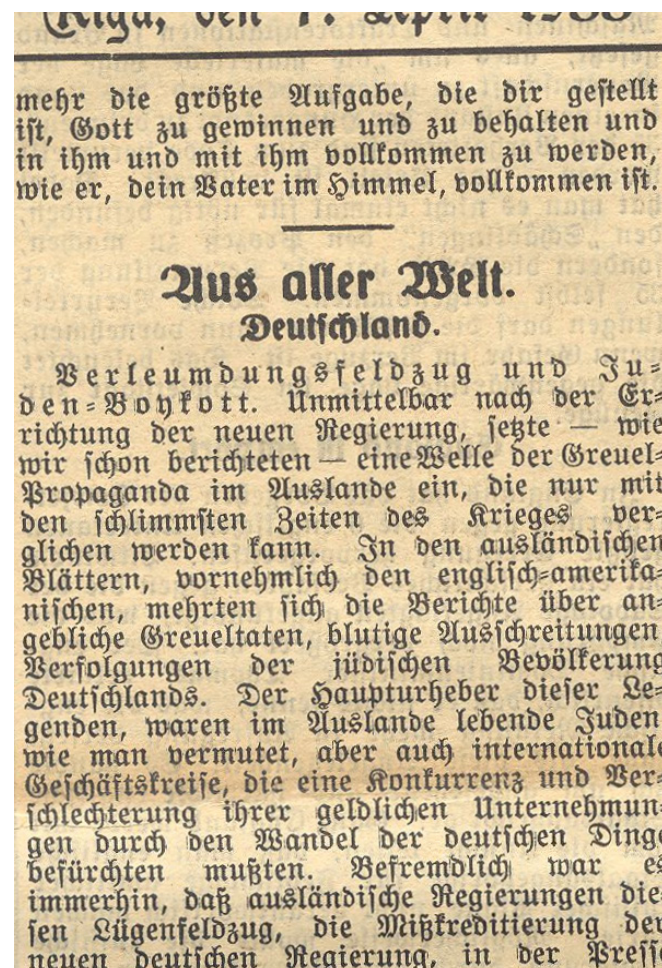 Riga, den 7. April 1933
mehr die größte Aufgabe, die dir gestellt
ist, Gott zu gewinnen und zu behalten und
in ihm und mit ihm vollkommen zu werden,
wie er, dein Vater im Himmel, vollkommen ist.
Aus aller Welt.
Deutschland.
Verleumdungsfeldzug und Ju-
den-Boykott. Unmittelbar nach der Er-
richtung der neuen Regierung, setzte — wie
wir schon berichteten — eine Welle der Greuel-
Propaganda im Auslande ein, die nur mit
den schlimmsten Zeiten des Krieges ver-
glichen werden kann. In den ausländischen
Blättern, vornehmlich den englisch-amerika-
nischen, mehrten sich die Berichte über an-
gebliche Greueltaten, blutige Ausschreitungen
Verfolgungen der jüdischen Bevölkerung
Deutschlands. Der Haupturheber dieser Le-
genden, waren im Auslande lebende Juden
wie man vermutet, aber auch internationale
Geschäftskreise, die eine Konkurrenz und Ver-
schlechterung ihrer geldlichen Unternehmun-
gen durch den Wandel der deutschen Dinge
befürchten mußten. Befremdlich war es
immerhin, daß ausländische Regierungen die-
sen Lügenfeldzug, die Mißkreditierung der
neuen deutschen Regierung, in der Presse